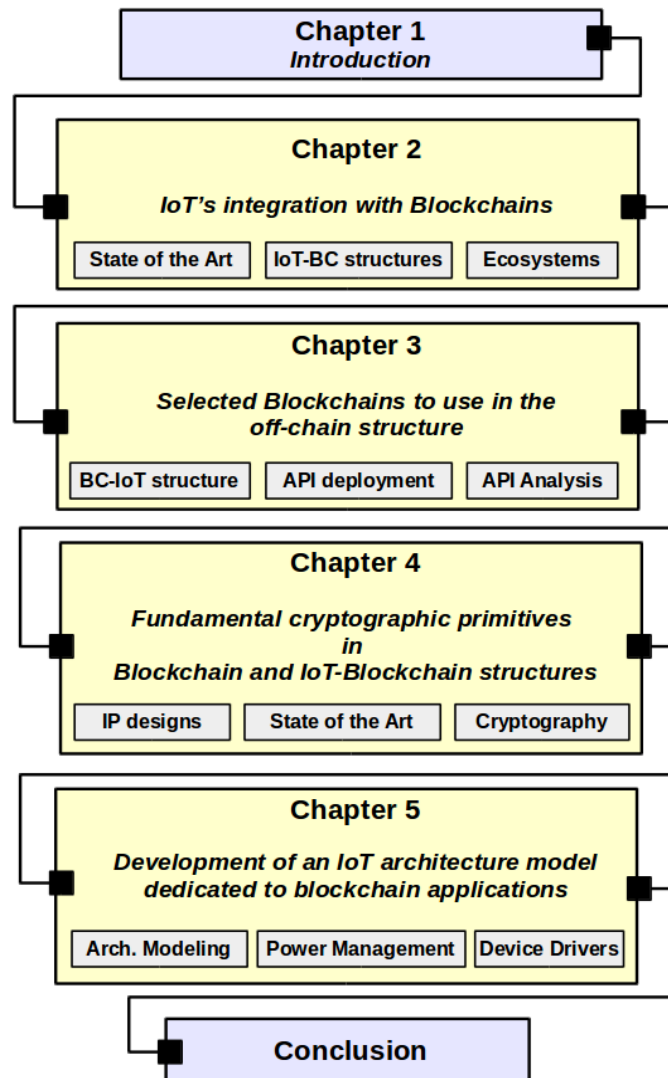 Chapter 1
Introduction
Chapter 2
IoT’s integration with Blockchains
State of the Art
IoT-BC structures
Ecosystems
Chapter 3
Selected Blockchains to use in the
off-chain structure
BC-IoT structure
API deployment
API Analysis
Chapter 4
Fundamental cryptographic primitives
in
Blockchain and IoT-Blockchain structures
IP designs
State of the Art
Cryptography
Chapter 5
Development of an IoT architecture model
dedicated to blockchain applications
Arch. Modeling
Power Management
Device Drivers
Conclusion